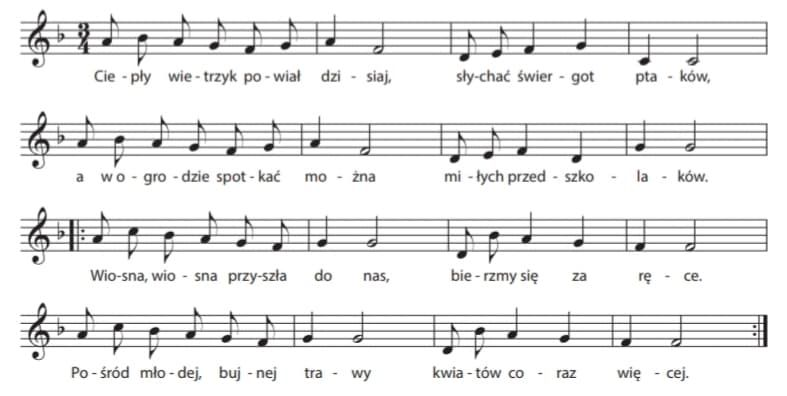 3
4
Cie - pły wie - trzyk po - wiał dzi - siaj, sły-chać świer - got pta - ków,
a w o - gro - dzie spot - kać mo - żna mi - łych przed - szko - la - ków.
Wio-sna, wio - sna przy-szła do nas, bie - rzmy się za rę - ce.
Po - śród mło - dej, buj - nej tra - wy kwia - tów co - raz wię - cej.